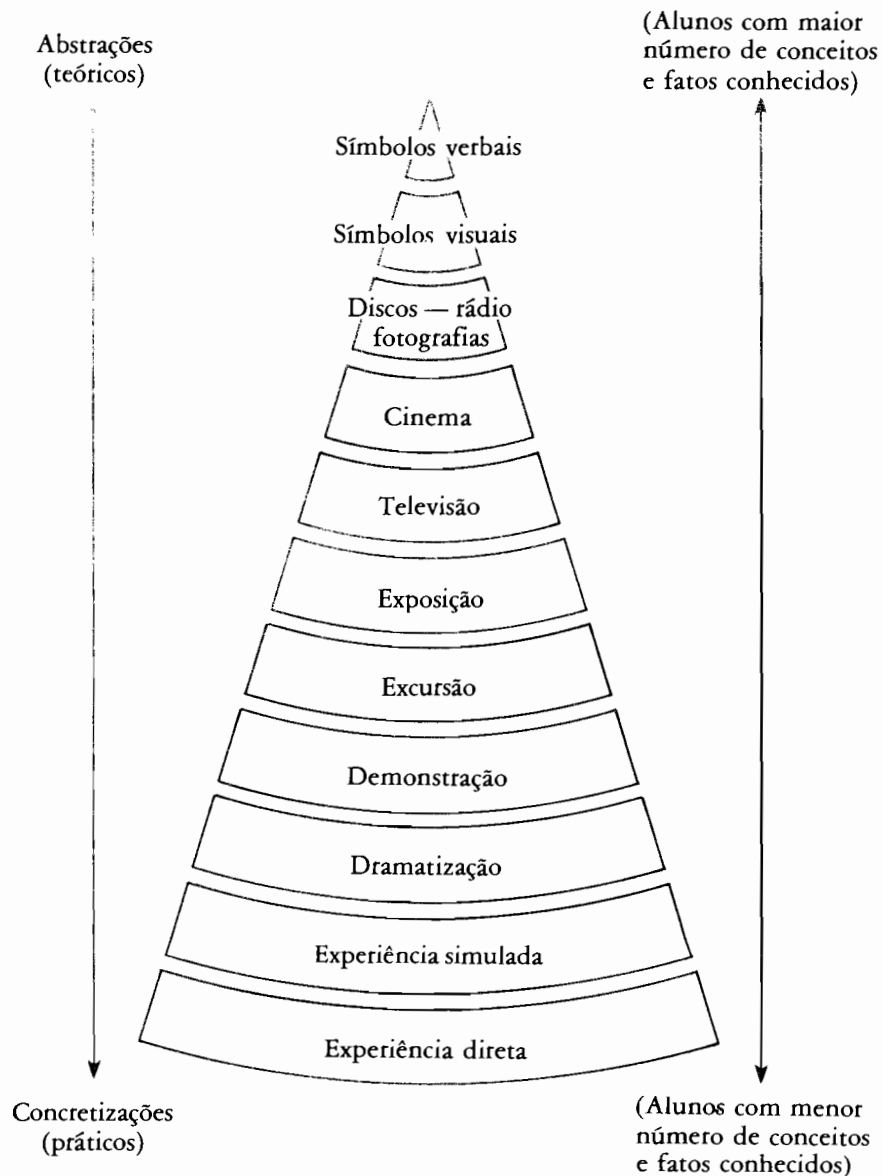 Abstrações
(teóricos)
(Alunos com maior
número de conceitos
e fatos conhecidos)
Símbolos verbais
Símbolos visuais
Discos — rádio
fotografias
Cinema
Televisão
Exposição
Excursão
Demonstração
Dramatização
Experiência simulada
Experiência direta
Concretizações
(práticos)
(Alunos com menor
número de conceitos
e fatos conhecidos)